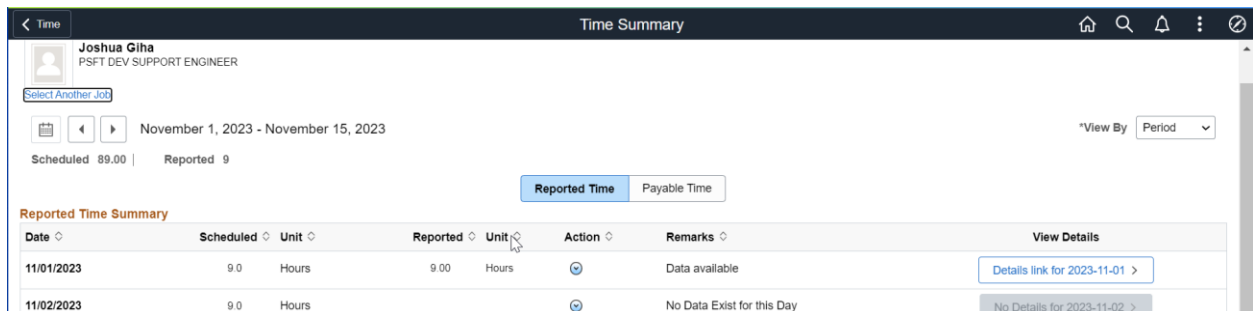 Time
Time Summary
Joshua Giha
PSFT DEV SUPPORT ENGINEER
Select Another Job
November 1, 2023 - November 15, 2023
*View By Period
Scheduled 89.00 | Reported 9
Reported Time Payable Time
Reported Time Summary
Date Scheduled Unit Reported Unit Action Remarks View Details
11/01/2023 9.0 Hours 9.00 Hours Data available Details link for 2023-11-01
11/02/2023 9.0 Hours No Data Exist for this Day No Details for 2023-11-02